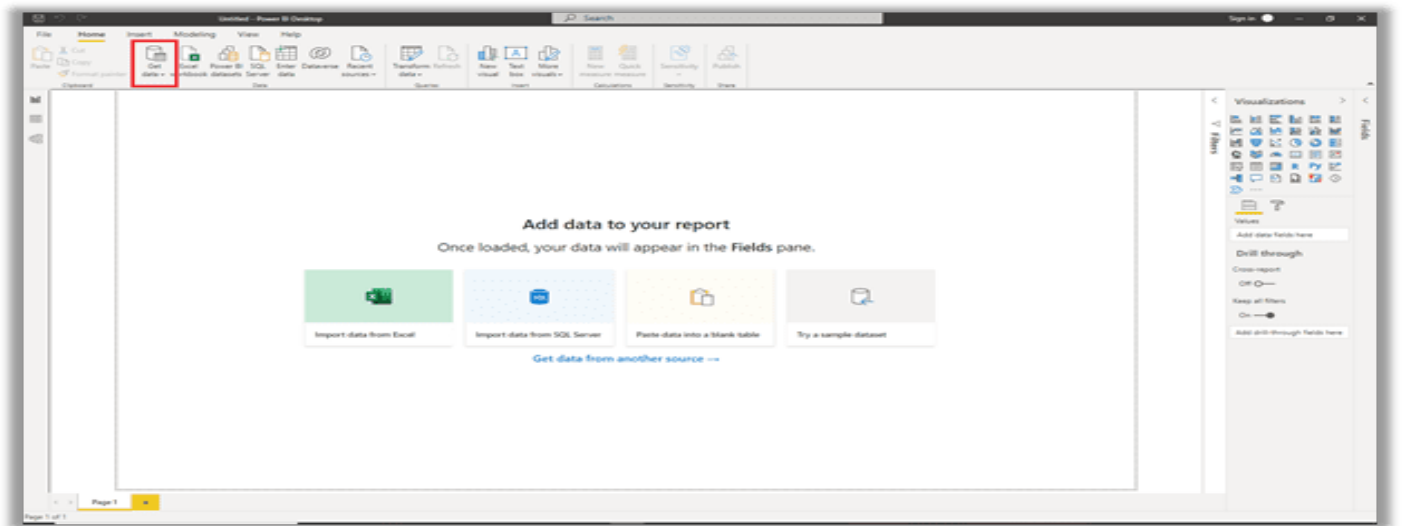 Untitled - Power BI Desktop
Search
Sign in
File Home Insert Modeling View Help
Paste
Cut
Copy
Format painter
Get data
Excel workbook
Power BI datasets
SQL Server
Enter data
Dataverse
Recent sources
Transform data
Refresh
New visual
Text box
More visuals
New measure
Quick measure
Sensitivity
Publish
Clipboard
Data
Queries
Insert
Calculations
Sensitivity
Share
Add data to your report
Once loaded, your data will appear in the Fields pane.
Import data from Excel
Import data from SQL Server
Paste data into a blank table
Try a sample dataset
Get data from another source →
Filters
Visualizations
R
Py
Values
Add data fields here
Drill through
Cross-report
Off
Keep all filters
On
Add drill-through fields here
Fields
Page 1
Page 1 of 1